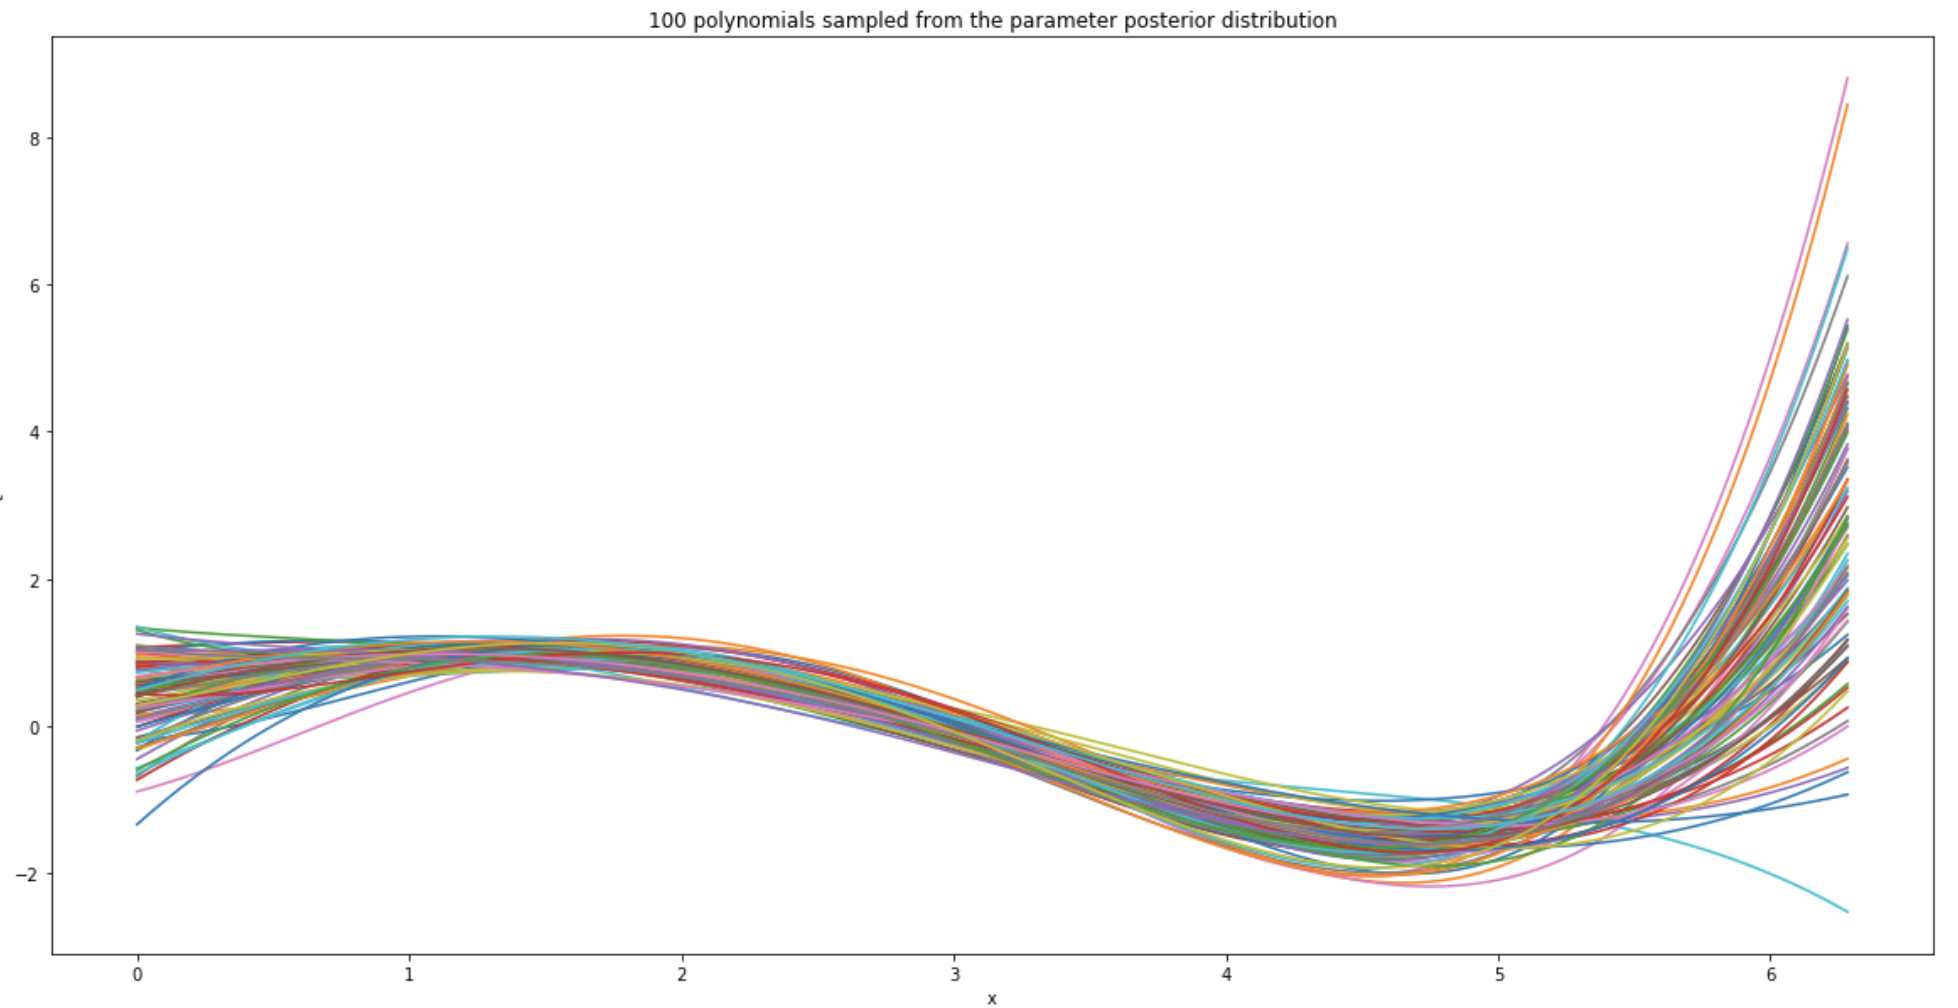 100 polynomials sampled from the parameter posterior distribution
8
6
4
2
0
−2
0 1 2 3 4 5 6
x